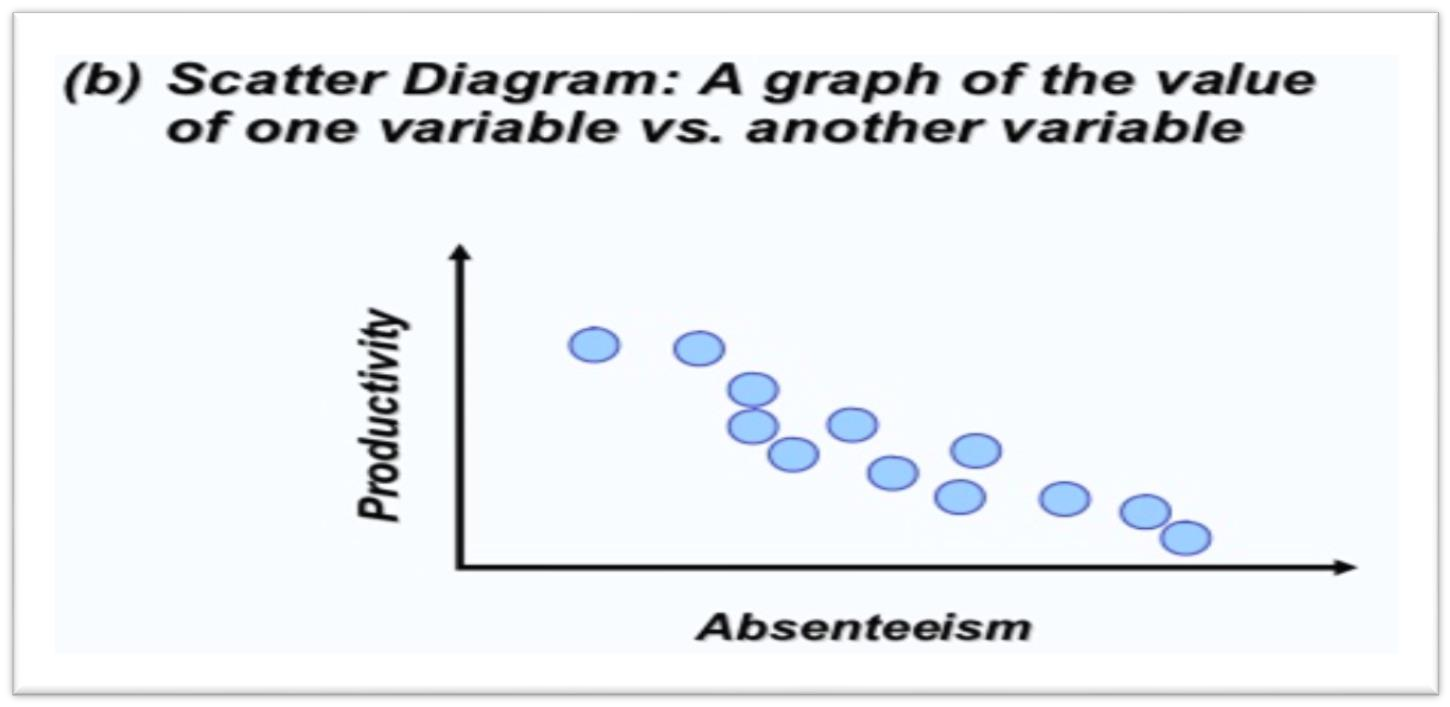 (b) Scatter Diagram: A graph of the value
of one variable vs. another variable
Productivity
Absenteeism